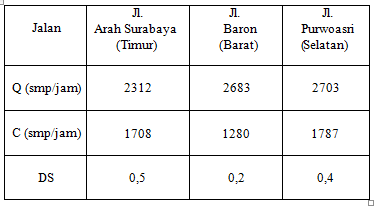 Jalan
Jl.
Arah Surabaya
(Timur)
Jl.
Baron
(Barat)
Jl.
Purwoasri
(Selatan)
Q (smp/jam) 2312 2683 2703
C (smp/jam) 1708 1280 1787
DS 0,5 0,2 0,4